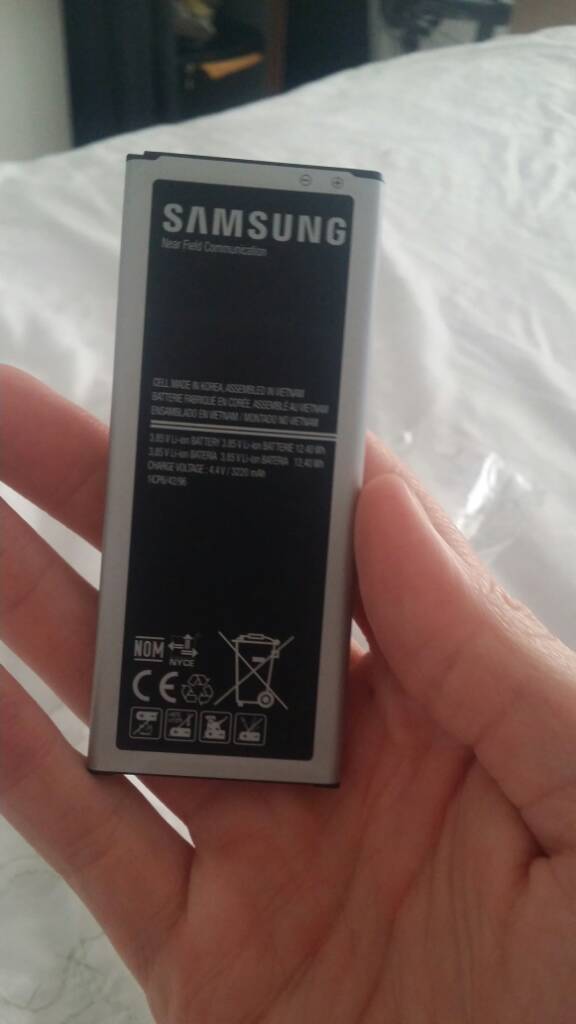 SAMSUNG
Near Field Communication
CELL MADE IN KOREA, ASSEMBLED IN VIETNAM
BATTERIE FABRIQUÉ EN CORÉE, ASSEMBLÉ AU VIETNAM
ENSAMBLADO EN VIETNAM / MONTADO NO VIETNAM
3.85 V Li-ion BATTERY 3.85 V Li-ion BATTERIE 12.40 Wh
3.85 V Li-ion BATERIA 3.85 V Li-ion BATERIA 12.40 Wh
CHARGE VOLTAGE : 4.4 V / 3220 mAh
1ICP6/42/96
NOM
NYCE
CE